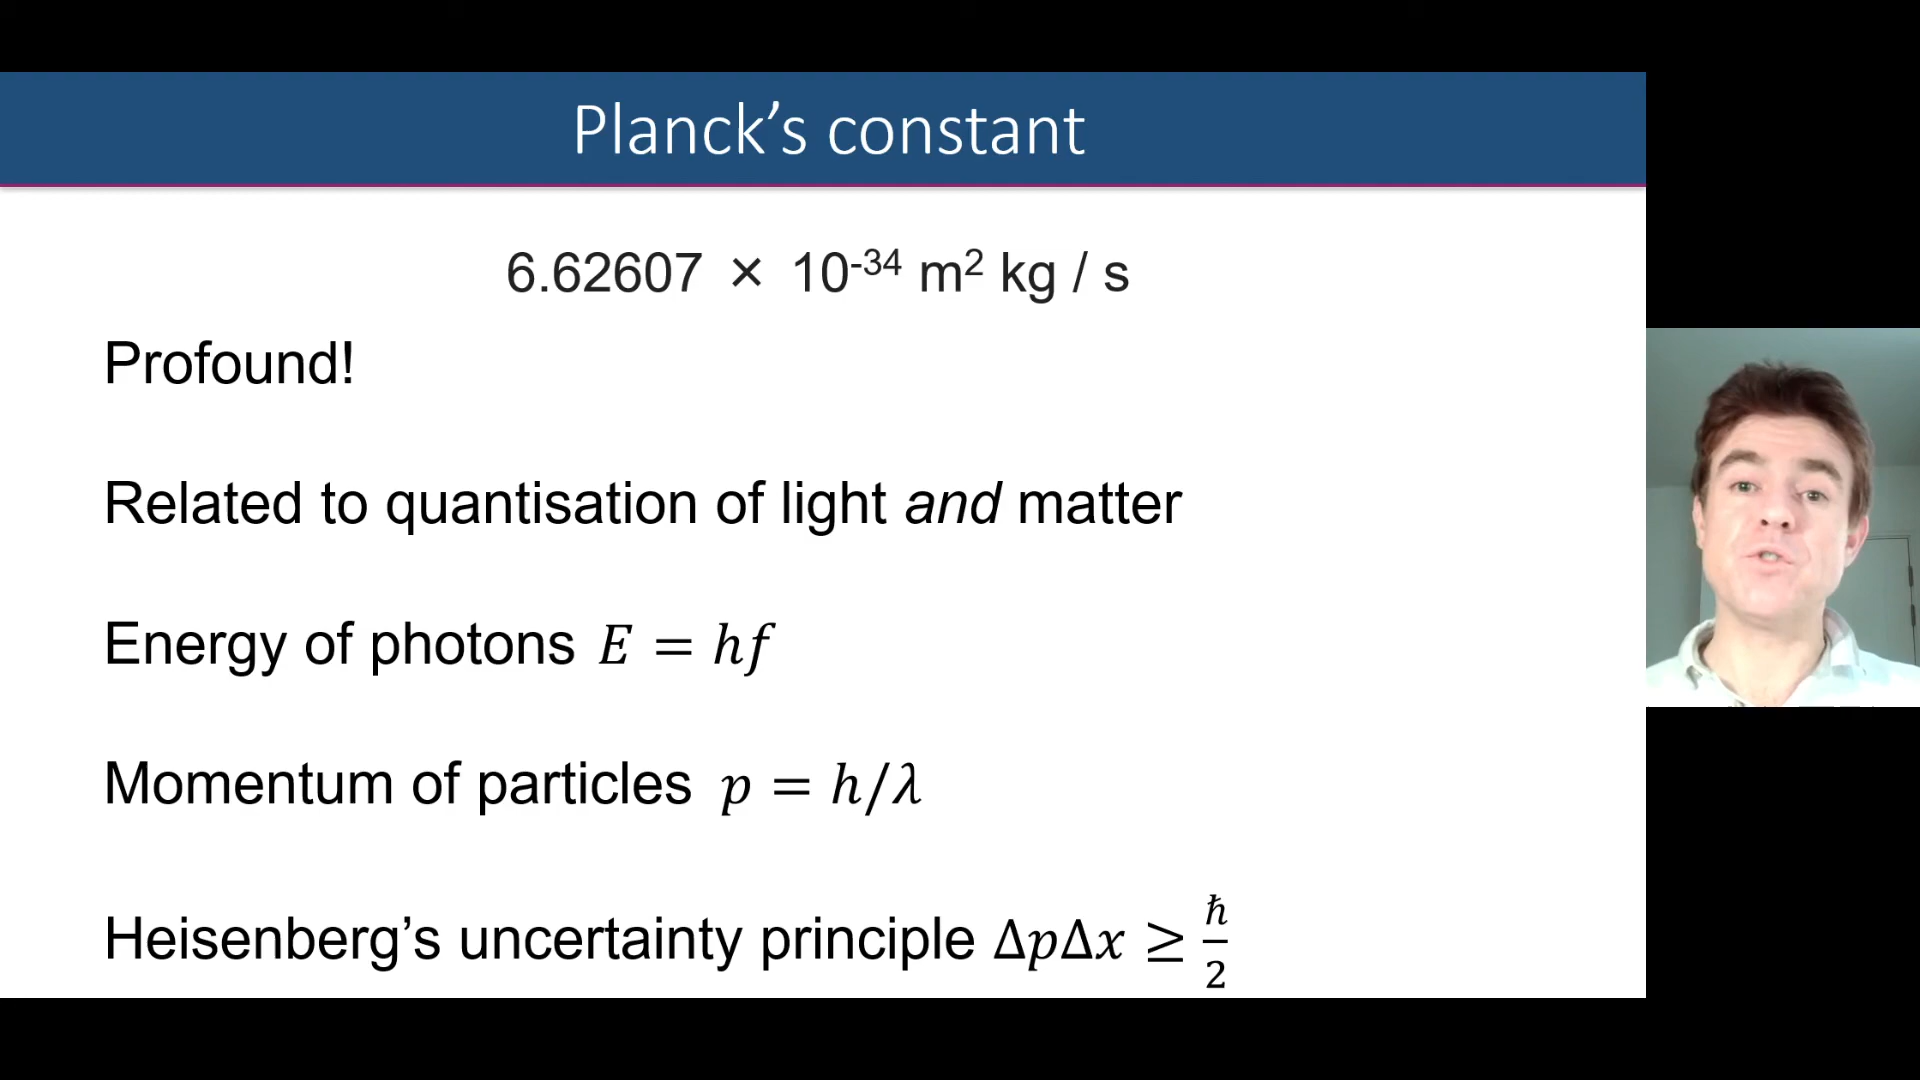 Planck’s constant
6.62607 × 10⁻³⁴ m² kg / s
Profound!
Related to quantisation of light and matter
Energy of photons E = hf
Momentum of particles p = h/λ
Heisenberg’s uncertainty principle ΔpΔx ≥ ħ/2